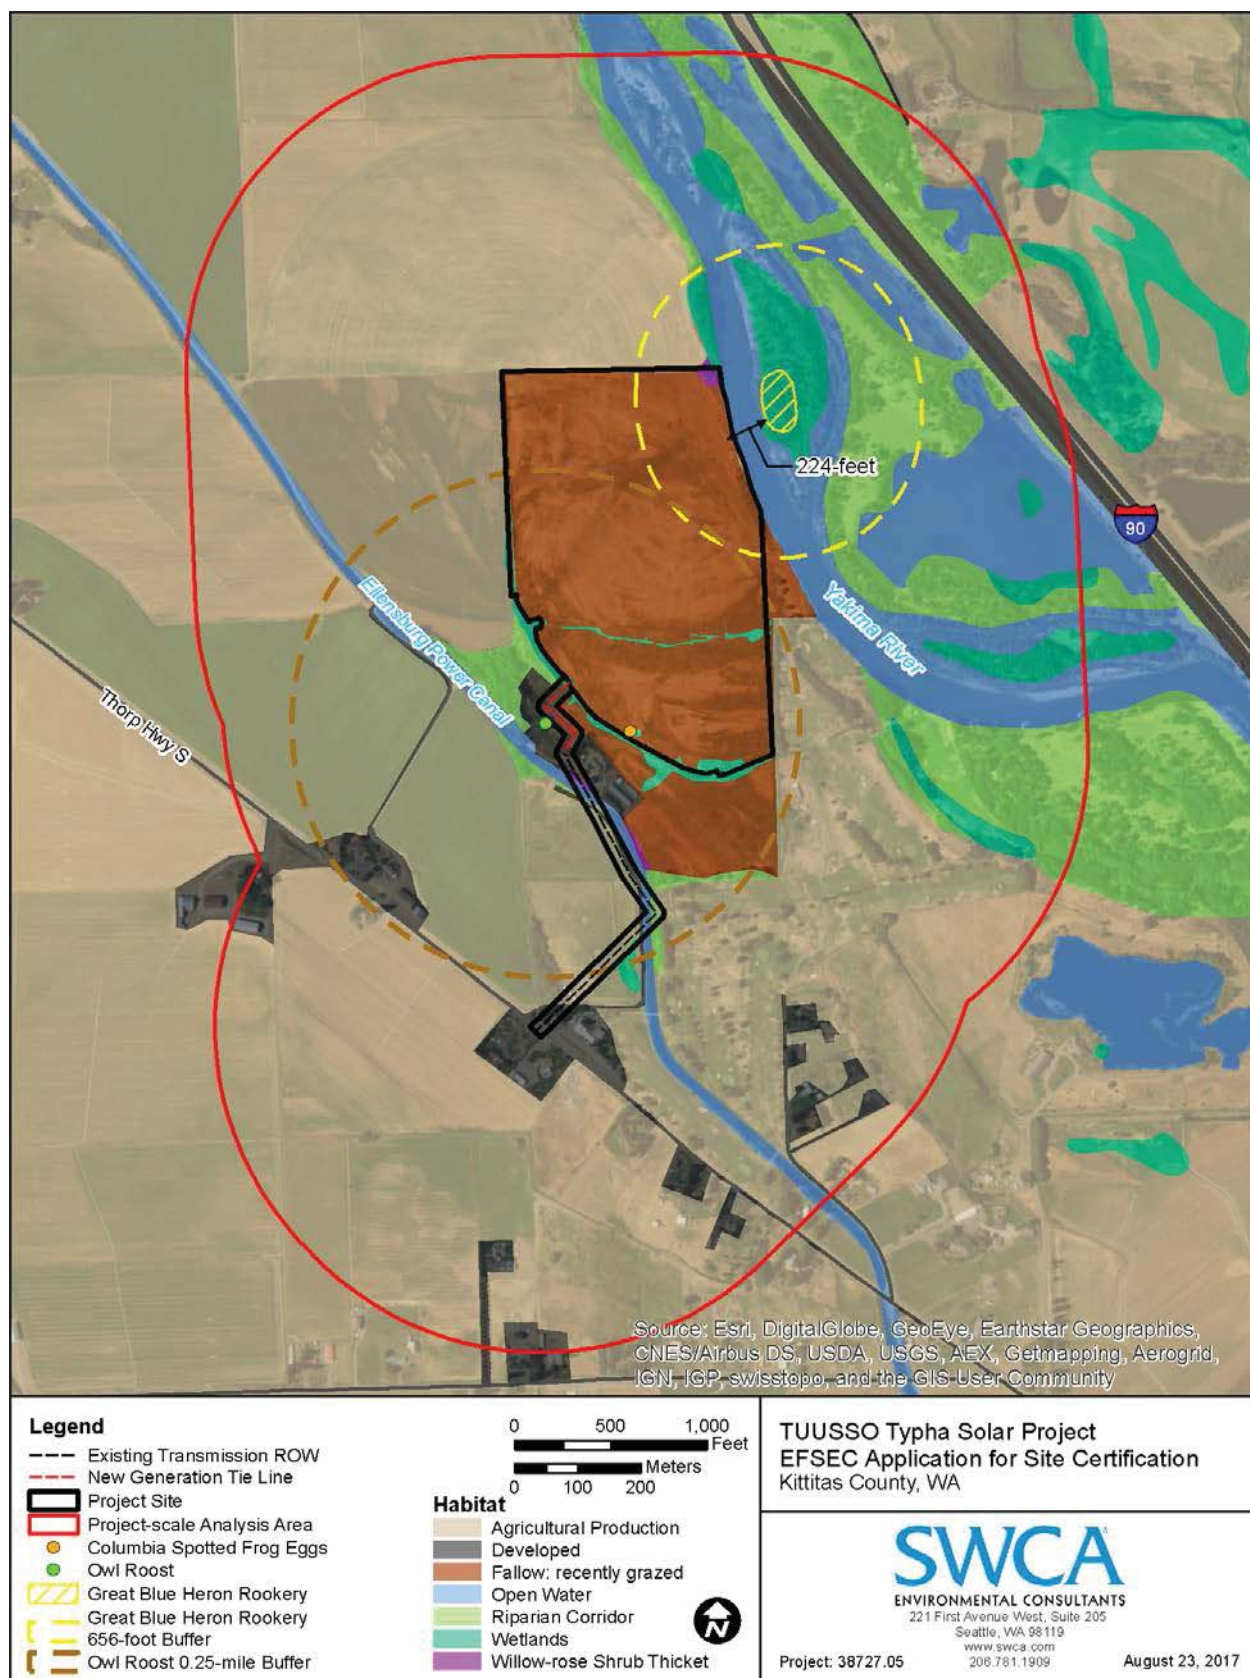 224-feet
90
Ellensburg Power Canal
Yakima River
Thorp Hwy S
Source: Esri, DigitalGlobe, GeoEye, Earthstar Geographics,
CNES/Airbus DS, USDA, USGS, AEX, Getmapping, Aerogrid,
IGN, IGP, swisstopo, and the GIS User Community
Legend
Existing Transmission ROW
New Generation Tie Line
Project Site
Project-scale Analysis Area
Columbia Spotted Frog Eggs
Owl Roost
Great Blue Heron Rookery
Great Blue Heron Rookery
656-foot Buffer
Owl Roost 0.25-mile Buffer
0 500 1,000
Feet
Meters
0 100 200
Habitat
Agricultural Production
Developed
Fallow: recently grazed
Open Water
Riparian Corridor
Wetlands
Willow-rose Shrub Thicket
N
TUUSSO Typha Solar Project
EFSEC Application for Site Certification
Kittitas County, WA
SWCA
ENVIRONMENTAL CONSULTANTS
221 First Avenue West, Suite 205
Seattle, WA 98119
www.swca.com
206.781.1909
Project: 38727.05
August 23, 2017